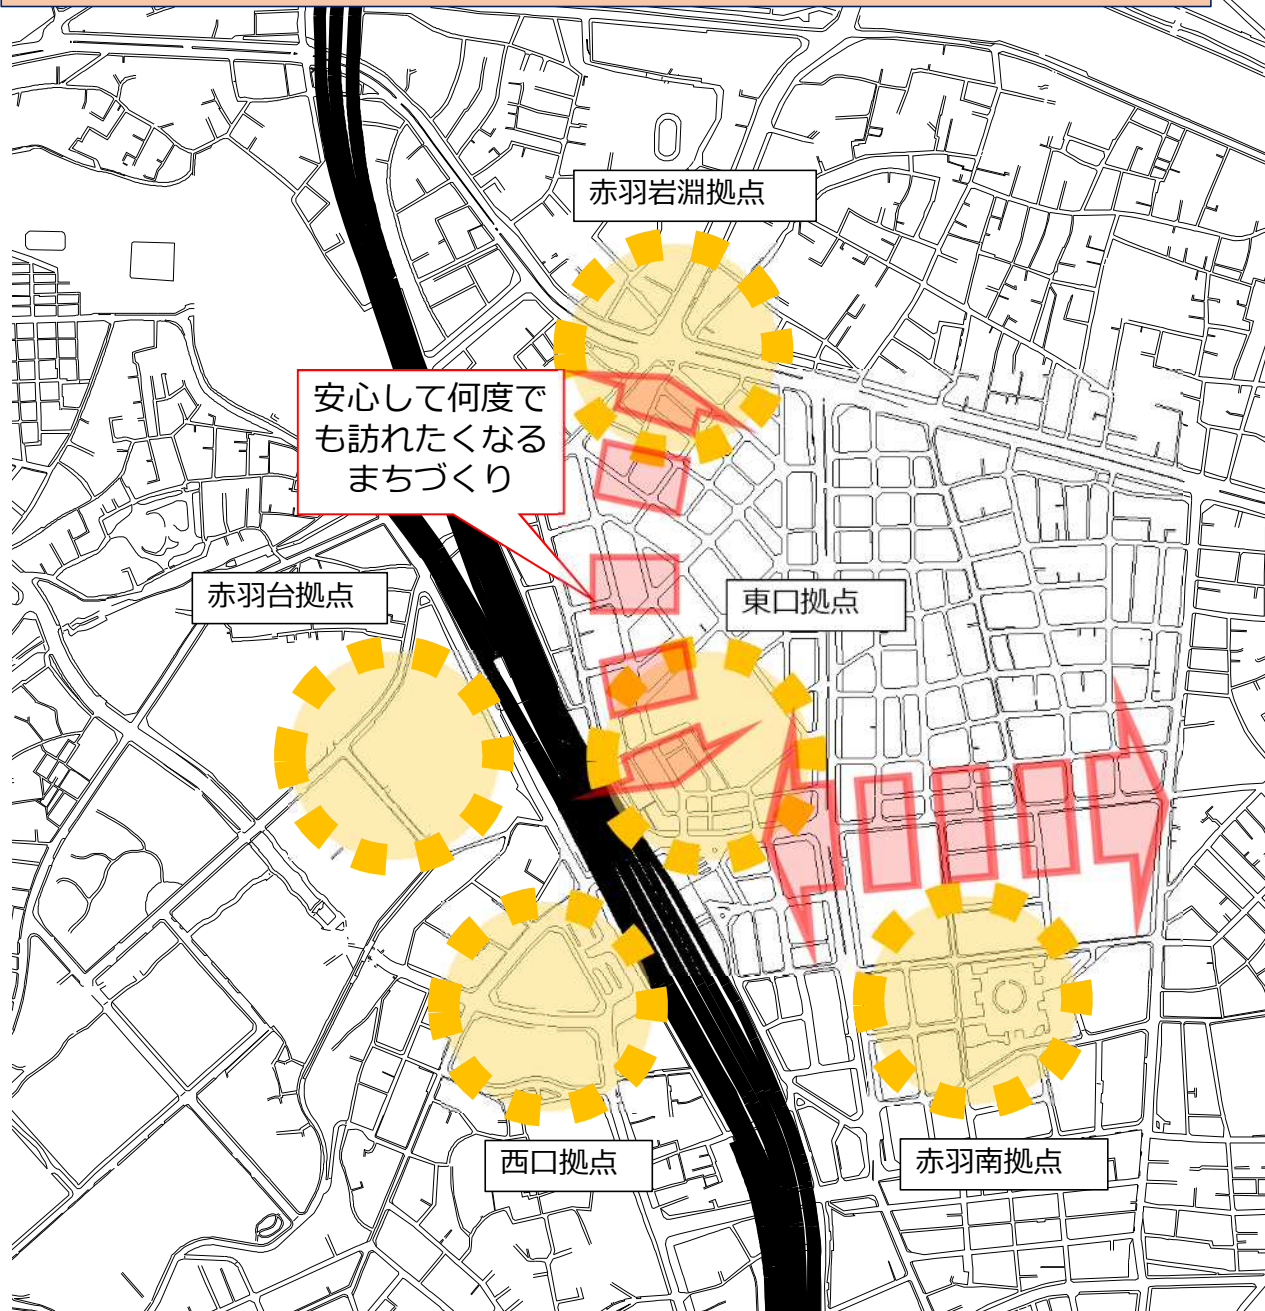 赤羽岩淵拠点
安心して何度で
も訪れたくなる
まちづくり
赤羽台拠点
東口拠点
西口拠点
赤羽南拠点